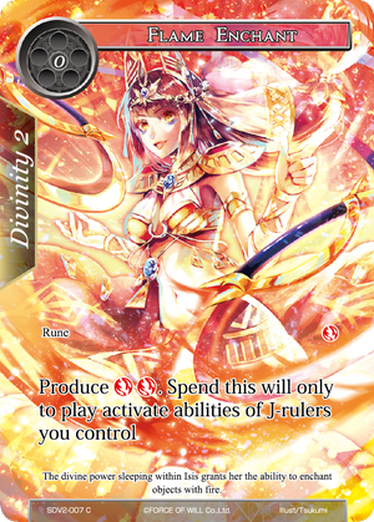 Flame Enchant
0
Divinity 2
Rune
Produce . Spend this will only
to play activate abilities of J-rulers
you control
The divine power sleeping within Isis grants her the ability to enchant
objects with fire.
SDV2-007 C ©FORCE OF WILL Co.,Ltd. Illust/Tsukumi